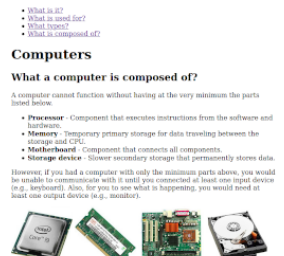 What is it?
What is used for?
What types?
What is composed of?
Computers
What a computer is composed of?
A computer cannot function without having at the very minimum the parts
listed below.
Processor - Component that executes instructions from the software and
hardware.
Memory - Temporary primary storage for data traveling between the
storage and CPU.
Motherboard - Component that connects all components.
Storage device - Slower secondary storage that permanently stores data.
However, if you had a computer with only the minimum parts above, you would
be unable to communicate with it until you connected at least one input device
(e.g., keyboard). Also, for you to see what is happening, you would need at
least one output device (e.g., monitor).
intel